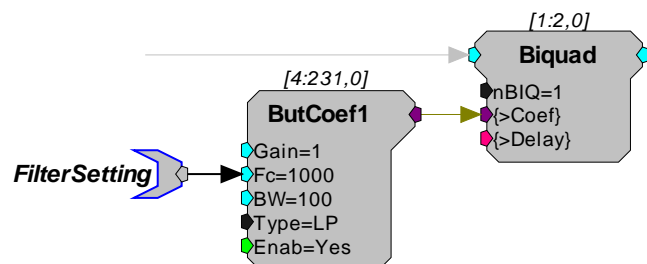 [1:2,0]
Biquad
nBIQ=1
{>Coef}
{>Delay}
[4:231,0]
ButCoef1
Gain=1
Fc=1000
BW=100
Type=LP
Enab=Yes
FilterSetting